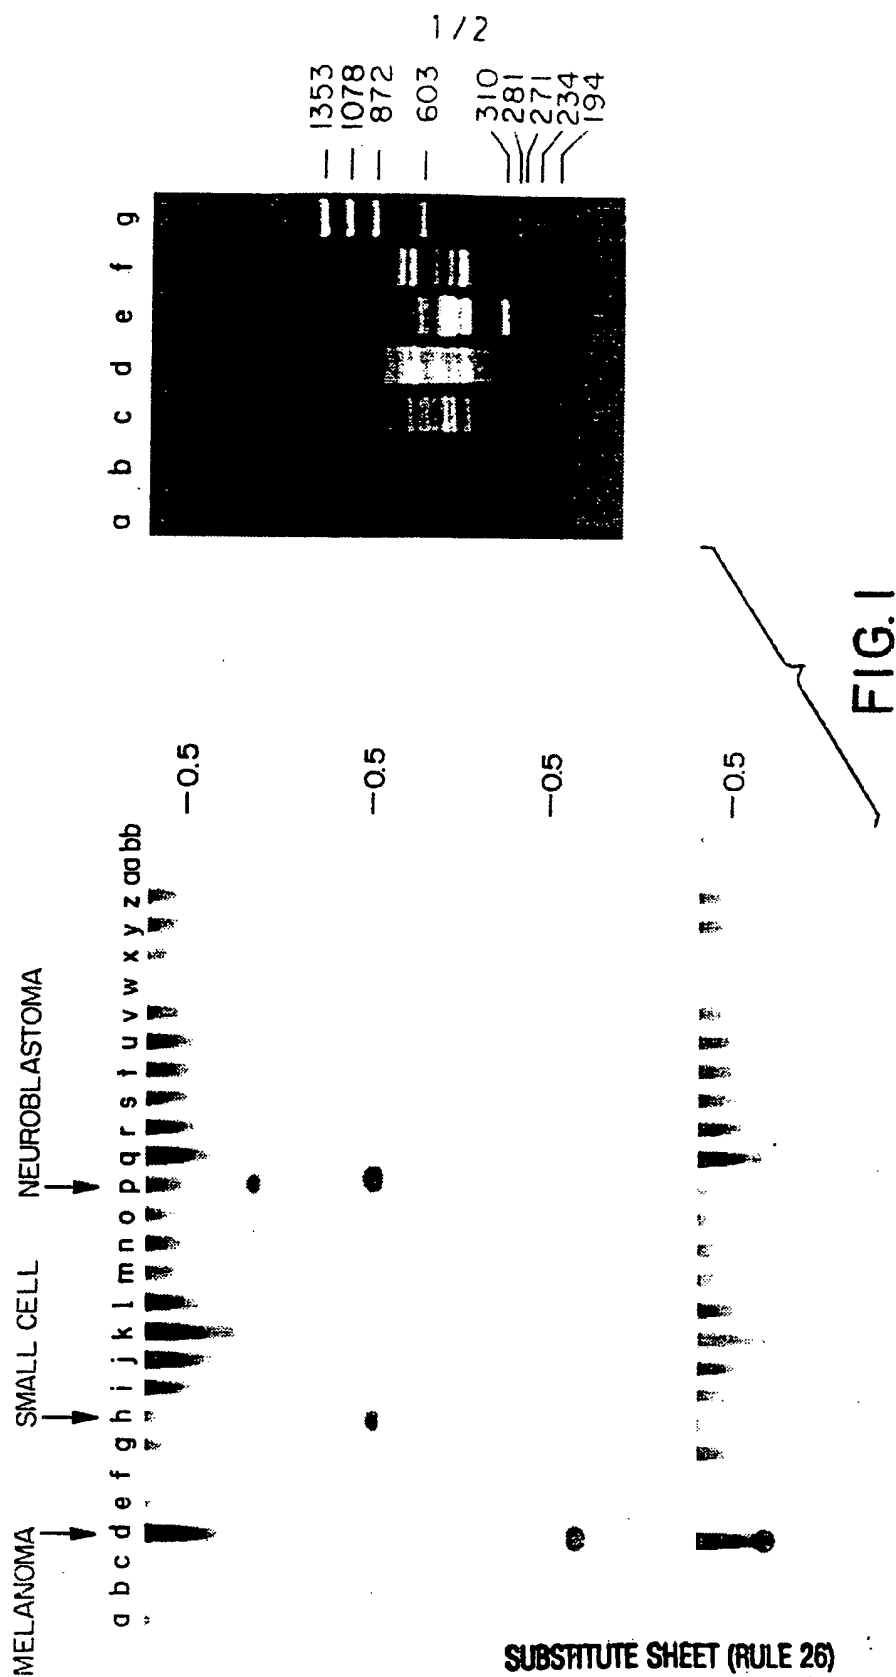 1/2
a b c d e f g
1353
1078
872
603
310
281
271
234
194
MELANOMA
SMALL CELL
NEUROBLASTOMA
a b c d e f g h i j k l m n o p q r s t u v w x y z aa bb
—0.5
—0.5
—0.5
—0.5
FIG. 1
SUBSTITUTE SHEET (RULE 26)